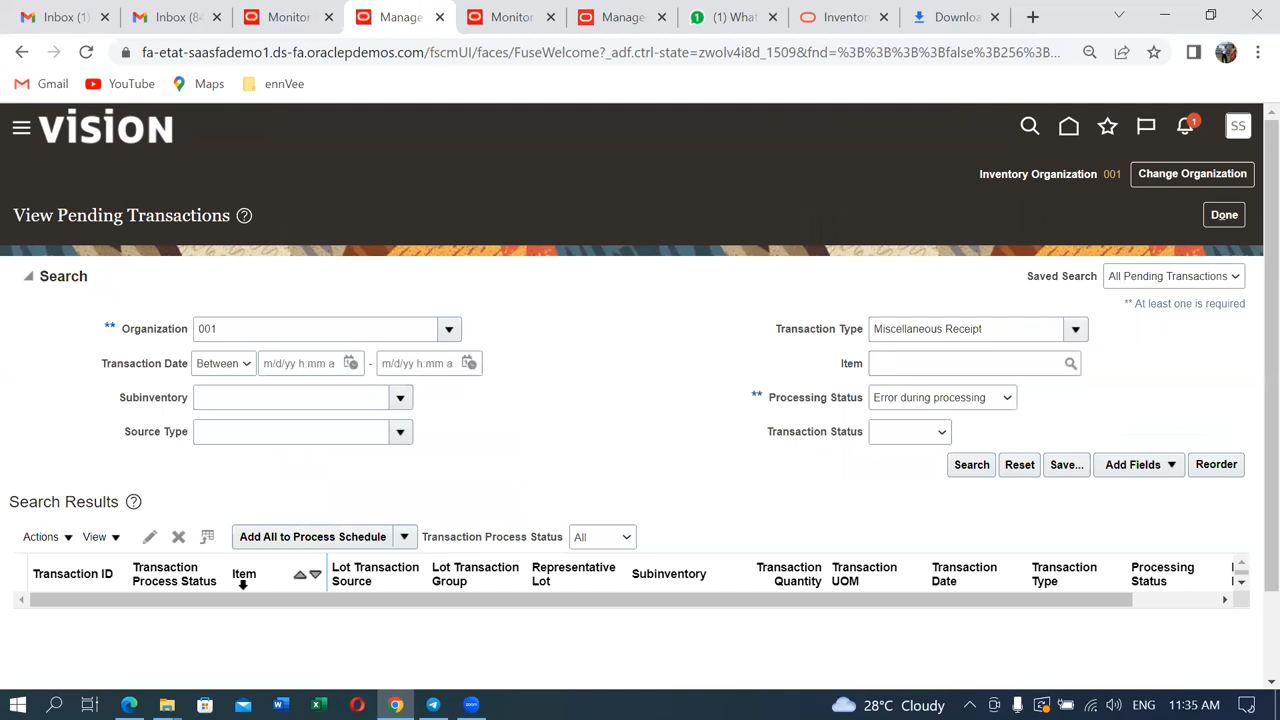 Inbox (1)
Inbox (84
Monitor
Manage
Monitor
Manage
(1) What
Inventor
Downloa
fa-etat-saasfademo1.ds-fa.oraclepdemos.com/fscmUI/faces/FuseWelcome?_adf.ctrl-state=zwolv4i8d_1509&fnd=%3B%3B%3B%3Bfalse%3B256%3B...
Gmail
YouTube
Maps
ennVee
VISION
1
SS
Inventory Organization 001
Change Organization
View Pending Transactions
Done
Search
Saved Search
All Pending Transactions
** At least one is required
** Organization
001
Transaction Type
Miscellaneous Receipt
Transaction Date
Between
m/d/yy h:mm a
-
m/d/yy h:mm a
Item
Subinventory
** Processing Status
Error during processing
Source Type
Transaction Status
Search
Reset
Save...
Add Fields
Reorder
Search Results
Actions
View
Add All to Process Schedule
Transaction Process Status
All
Transaction ID
Transaction
Process Status
Item
Lot Transaction
Source
Lot Transaction
Group
Representative
Lot
Subinventory
Transaction
Quantity
Transaction
UOM
Transaction
Date
Transaction
Type
Processing
Status
28°C Cloudy
ENG
11:35 AM